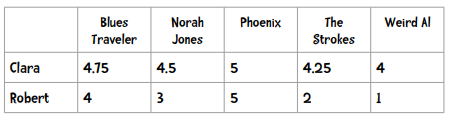 Blues Traveler Norah Jones Phoenix The Strokes Weird Al
Clara 4.75 4.5 5 4.25 4
Robert 4 3 5 2 1